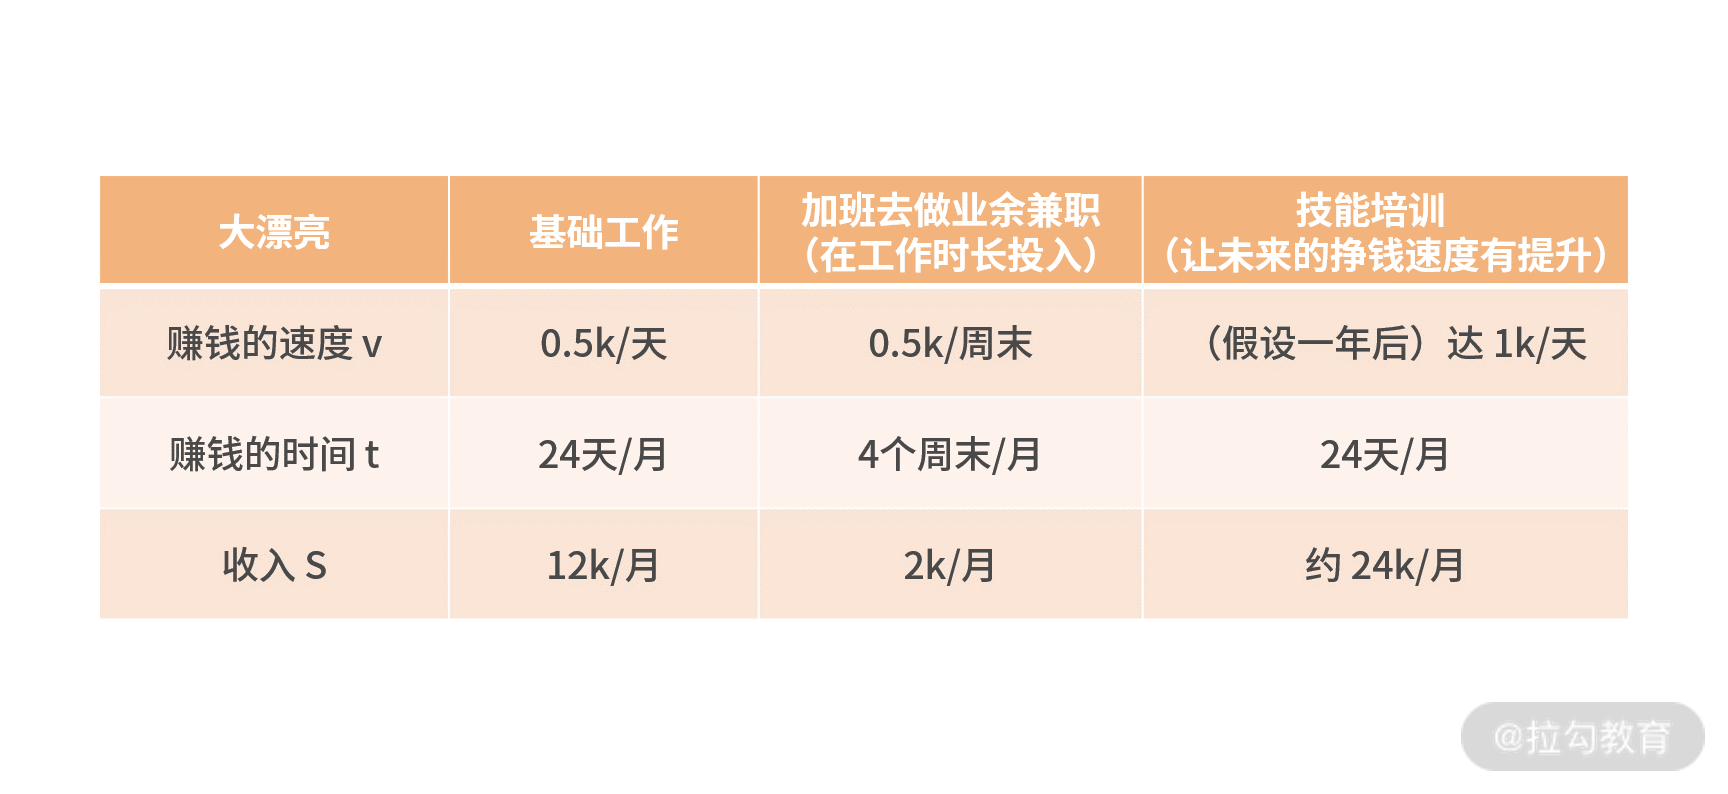 大漂亮
基础工作
加班去做业余兼职
（在工作时长投入）
技能培训
（让未来的挣钱速度有提升）
赚钱的速度 v
0.5k/天
0.5k/周末
（假设一年后）达 1k/天
赚钱的时间 t
24天/月
4个周末/月
24天/月
收入 S
12k/月
2k/月
约 24k/月
@拉勾教育